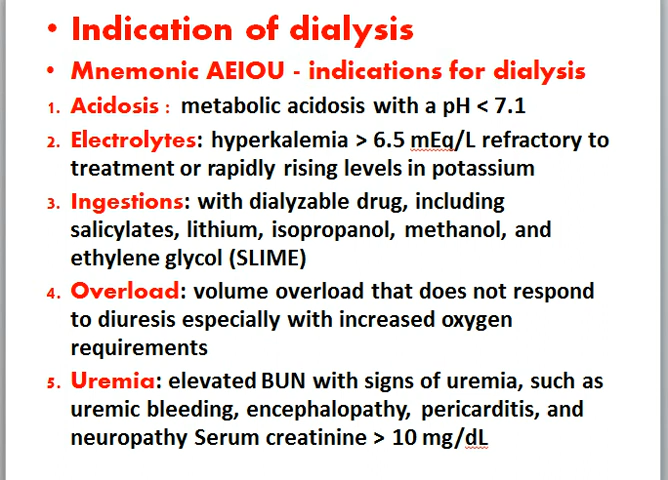 • Indication of dialysis
• Mnemonic AEIOU - indications for dialysis
1. Acidosis : metabolic acidosis with a pH < 7.1
2. Electrolytes: hyperkalemia > 6.5 mEq/L refractory to
treatment or rapidly rising levels in potassium
3. Ingestions: with dialyzable drug, including
salicylates, lithium, isopropanol, methanol, and
ethylene glycol (SLIME)
4. Overload: volume overload that does not respond
to diuresis especially with increased oxygen
requirements
5. Uremia: elevated BUN with signs of uremia, such as
uremic bleeding, encephalopathy, pericarditis, and
neuropathy Serum creatinine > 10 mg/dL